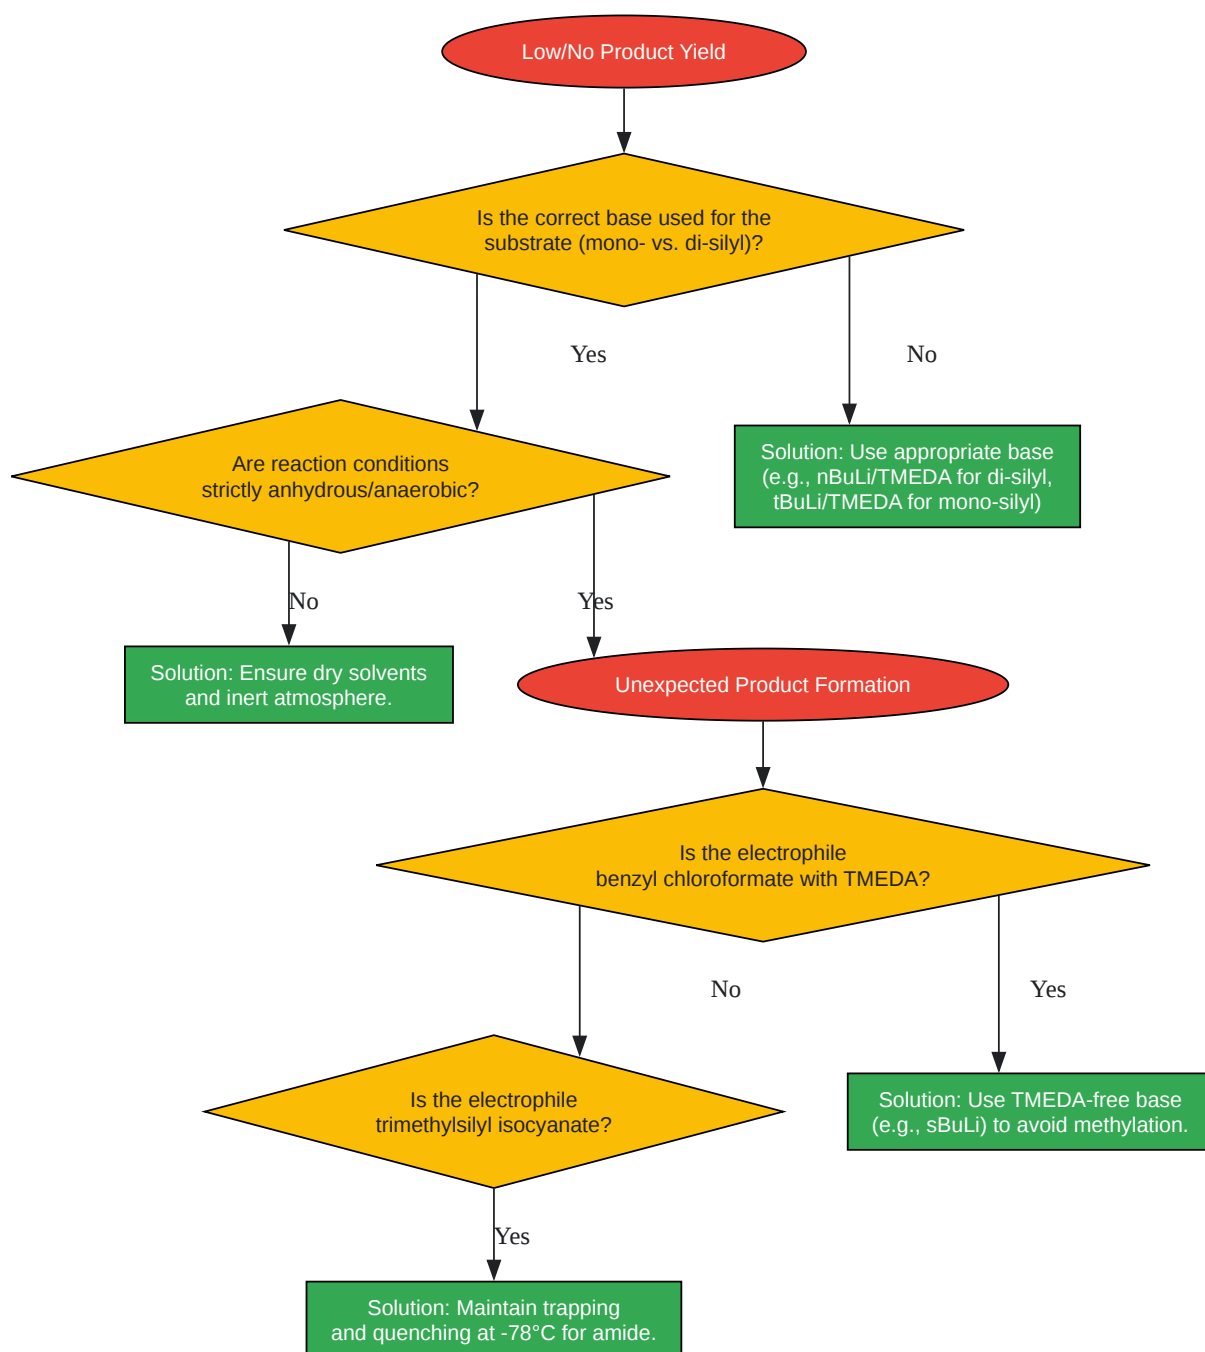 Low/No Product Yield
Is the correct base used for the
substrate (mono- vs. di-silyl)?
Yes
No
Are reaction conditions
strictly anhydrous/anaerobic?
Solution: Use appropriate base
(e.g., nBuLi/TMEDA for di-silyl,
tBuLi/TMEDA for mono-silyl)
No
Yes
Solution: Ensure dry solvents
and inert atmosphere.
Unexpected Product Formation
Is the electrophile
benzyl chloroformate with TMEDA?
No
Yes
Is the electrophile
trimethylsilyl isocyanate?
Solution: Use TMEDA-free base
(e.g., sBuLi) to avoid methylation.
Yes
Solution: Maintain trapping
and quenching at -78°C for amide.